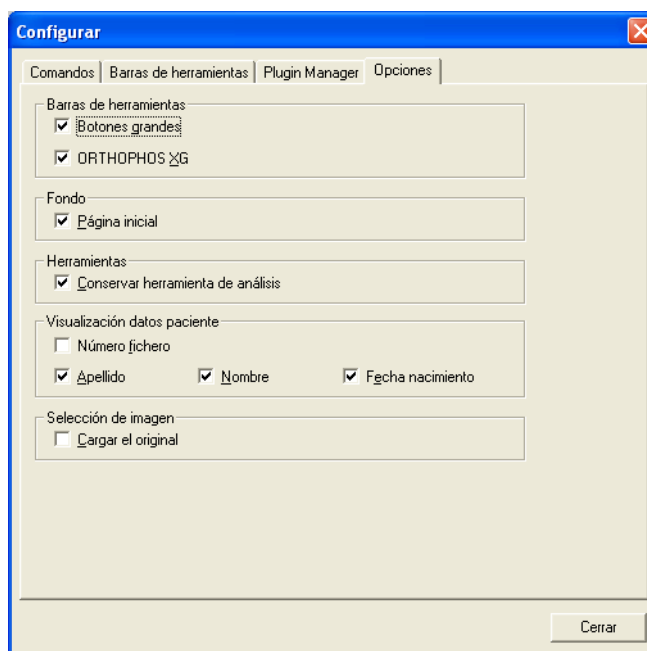 Configurar
Comandos Barras de herramientas Plugin Manager Opciones
Barras de herramientas
Botones grandes
ORTHOPHOS XG
Fondo
Página inicial
Herramientas
Conservar herramienta de análisis
Visualización datos paciente
Número fichero
Apellido Nombre Fecha nacimiento
Selección de imagen
Cargar el original
Cerrar